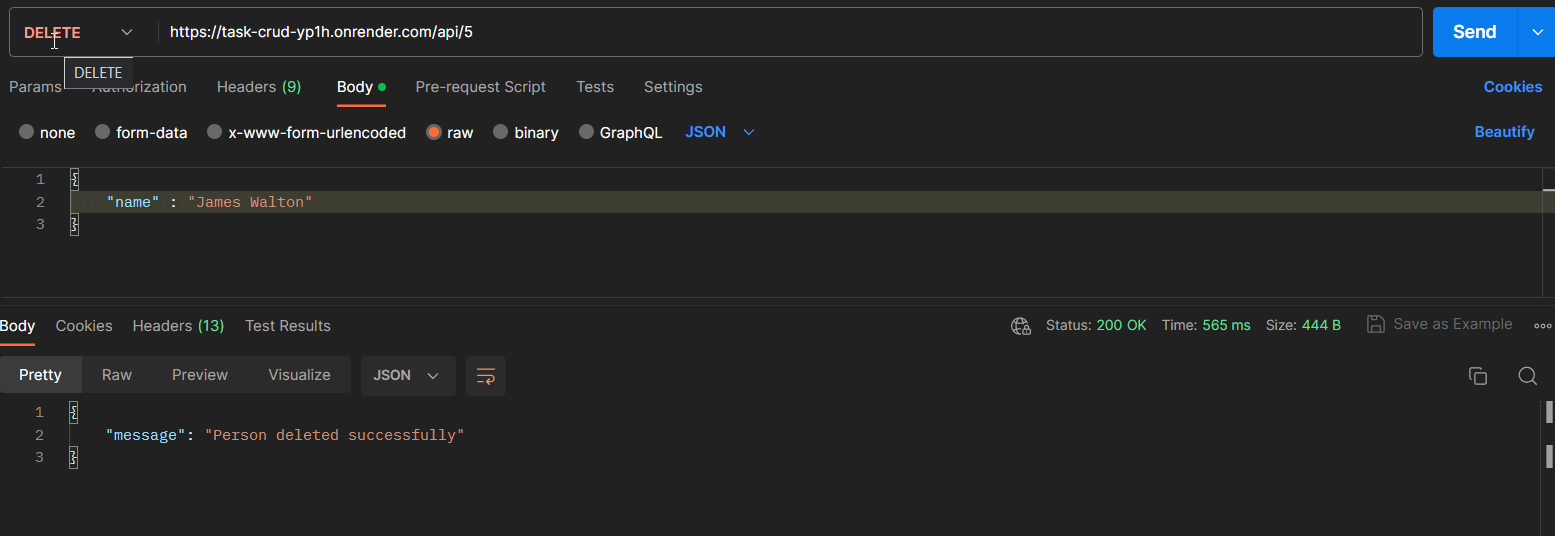 DELETE https://task-crud-yp1h.onrender.com/api/5 Send
DELETE
Params Authorization Headers (9) Body Pre-request Script Tests Settings Cookies
none form-data x-www-form-urlencoded raw binary GraphQL JSON Beautify
1 {
2 "name" : "James Walton"
3 }
Body Cookies Headers (13) Test Results Status: 200 OK Time: 565 ms Size: 444 B Save as Example
Pretty Raw Preview Visualize JSON
1 {
2 "message": "Person deleted successfully"
3 }